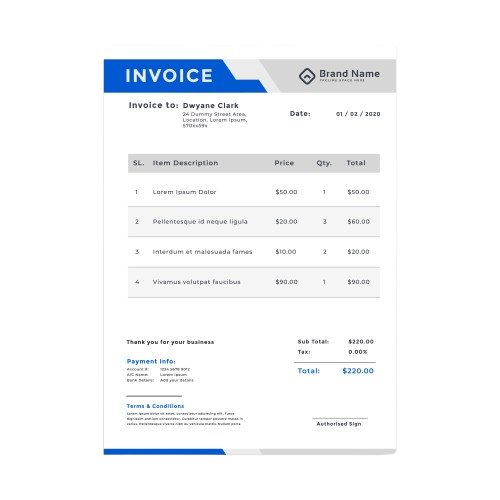 INVOICE
Brand Name
TAGLINE SPACE HERE
Invoice to: Dwyane Clark
24 Dummy Street Area,
Location, Lorem Ipsum,
570xx59x
Date: 01 / 02 / 2020
SL. Item Description Price Qty. Total
1 Lorem Ipsum Dolor $50.00 1 $50.00
2 Pellentesque id neque ligula $20.00 3 $60.00
3 Interdum et malesuada fames $10.00 2 $20.00
4 Vivamus volutpat faucibus $90.00 1 $90.00
Thank you for your business
Sub Total: $220.00
Tax: 0.00%
Total: $220.00
Payment Info:
Account #: 1234 5678 9012
A/C Name: Lorem Ipsum
Bank Details: Add your details
Terms & Conditions
Lorem ipsum dolor sit amet, consectetur adipiscing elit. Fusce
dignissim pretium consectetur. Curabitur tempor posuere massa
in varius. Pellentesque viverra nibh eu vehicula mattis. Nullam porta.
Authorised Sign